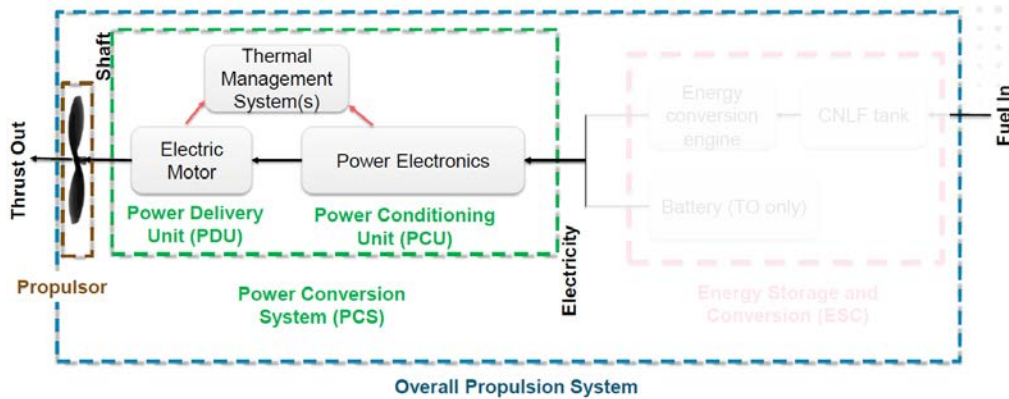 Shaft
Thermal
Management
System(s)
Electric
Motor
Power Electronics
Power Delivery
Unit (PDU)
Power Conditioning
Unit (PCU)
Thrust Out
Propulsor
Power Conversion
System (PCS)
Electricity
Energy
conversion
engine
CNLF tank
Battery (TO only)
Energy Storage and
Conversion (ESC)
Fuel In
Overall Propulsion System